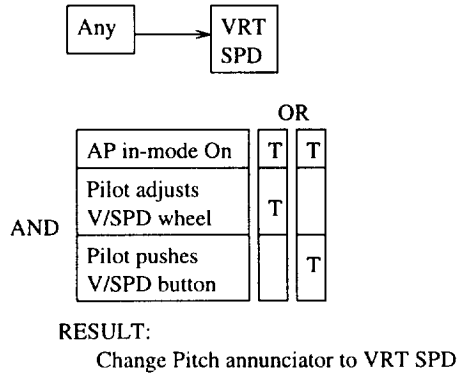 Any
VRT
SPD
OR
AP in-mode On T T
Pilot adjusts
V/SPD wheel T
AND
Pilot pushes
V/SPD button T
RESULT:
Change Pitch annunciator to VRT SPD